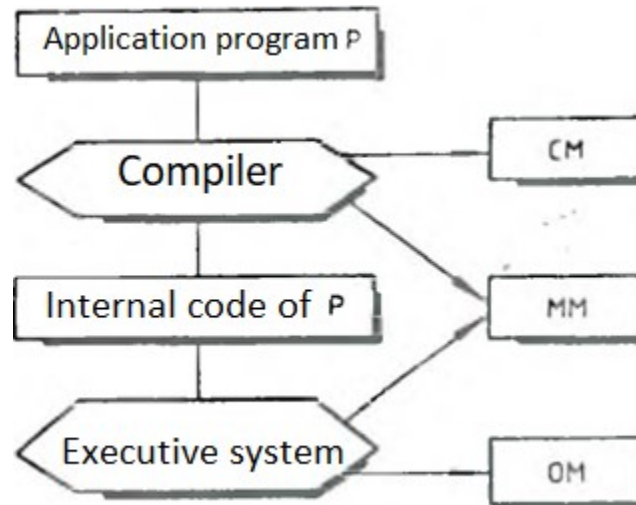 Application program P
Compiler
CM
Internal code of P
MM
Executive system
OM